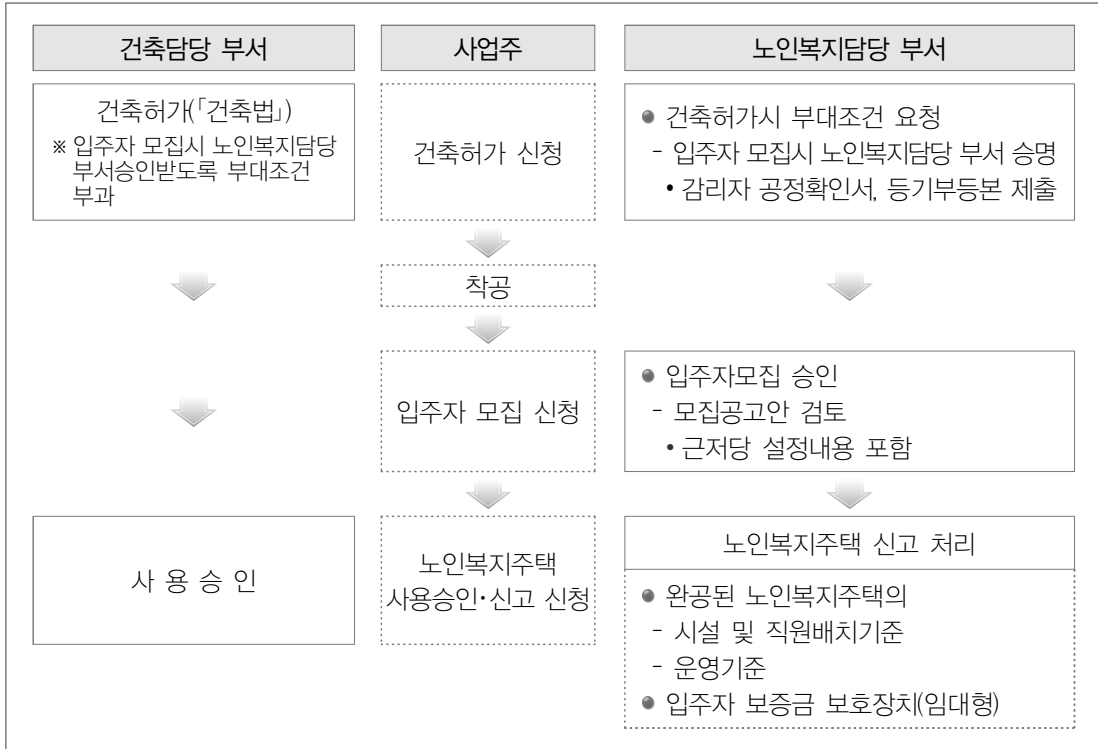 건축담당 부서
사업주
노인복지담당 부서
건축허가(「건축법」)
※ 입주자 모집시 노인복지담당
부서승인받도록 부대조건
부과
건축허가 신청
● 건축허가시 부대조건 요청
- 입주자 모집시 노인복지담당 부서 승명
• 감리자 공정확인서, 등기부등본 제출
착공
입주자 모집 신청
● 입주자모집 승인
- 모집공고안 검토
• 근저당 설정내용 포함
사 용 승 인
노인복지주택
사용승인·신고 신청
노인복지주택 신고 처리
● 완공된 노인복지주택의
- 시설 및 직원배치기준
- 운영기준
● 입주자 보증금 보호장치(임대형)